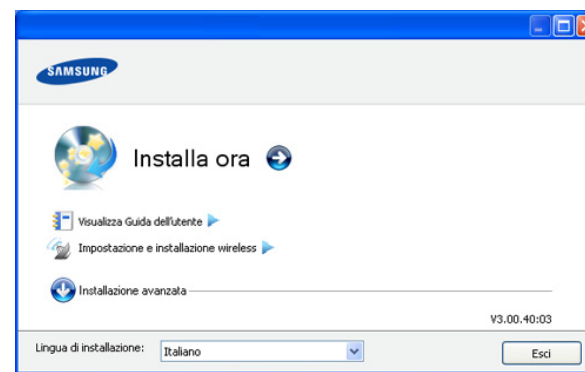 SAMSUNG
Installa ora
Visualizza Guida dell'utente
Impostazione e installazione wireless
Installazione avanzata
V3.00.40:03
Lingua di installazione: Italiano
Esci